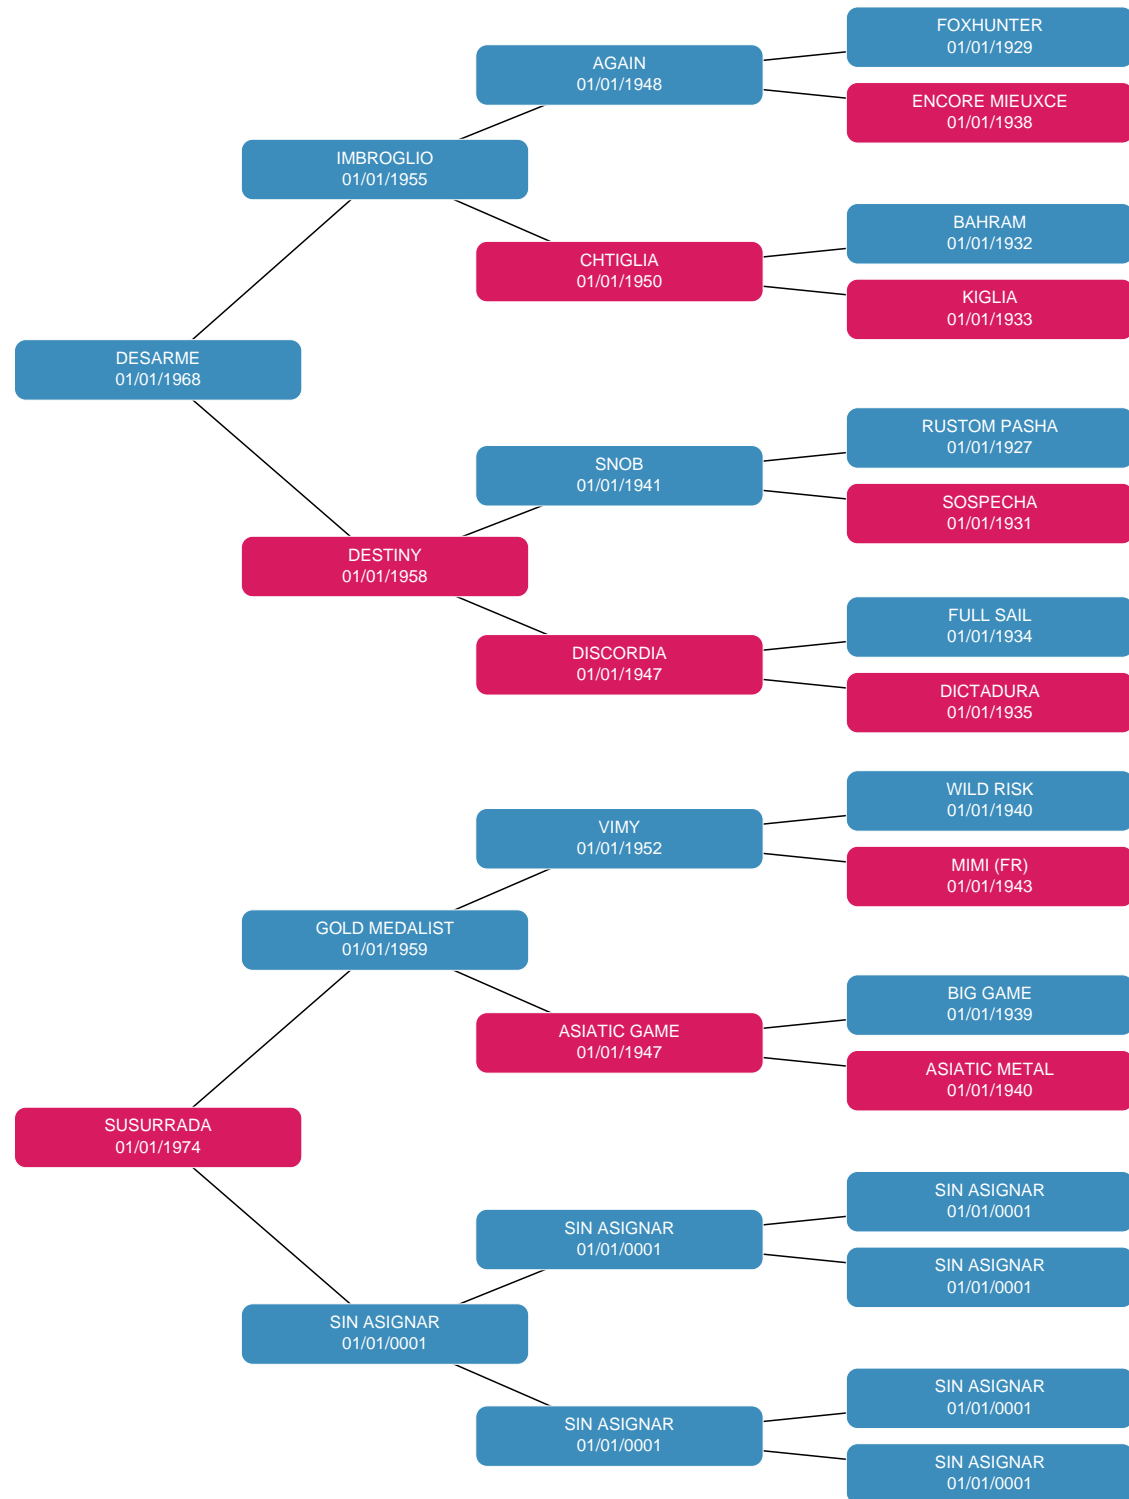 FOXHUNTER
01/01/1929
AGAIN
01/01/1948
ENCORE MIEUXCE
01/01/1938
IMBROGLIO
01/01/1955
BAHRAM
01/01/1932
CHTIGLIA
01/01/1950
KIGLIA
01/01/1933
DESARME
01/01/1968
RUSTOM PASHA
01/01/1927
SNOB
01/01/1941
SOSPECHA
01/01/1931
DESTINY
01/01/1958
FULL SAIL
01/01/1934
DISCORDIA
01/01/1947
DICTADURA
01/01/1935
WILD RISK
01/01/1940
VIMY
01/01/1952
MIMI (FR)
01/01/1943
GOLD MEDALIST
01/01/1959
BIG GAME
01/01/1939
ASIATIC GAME
01/01/1947
ASIATIC METAL
01/01/1940
SUSURRADA
01/01/1974
SIN ASIGNAR
01/01/0001
SIN ASIGNAR
01/01/0001
SIN ASIGNAR
01/01/0001
SIN ASIGNAR
01/01/0001
SIN ASIGNAR
01/01/0001
SIN ASIGNAR
01/01/0001
SIN ASIGNAR
01/01/0001